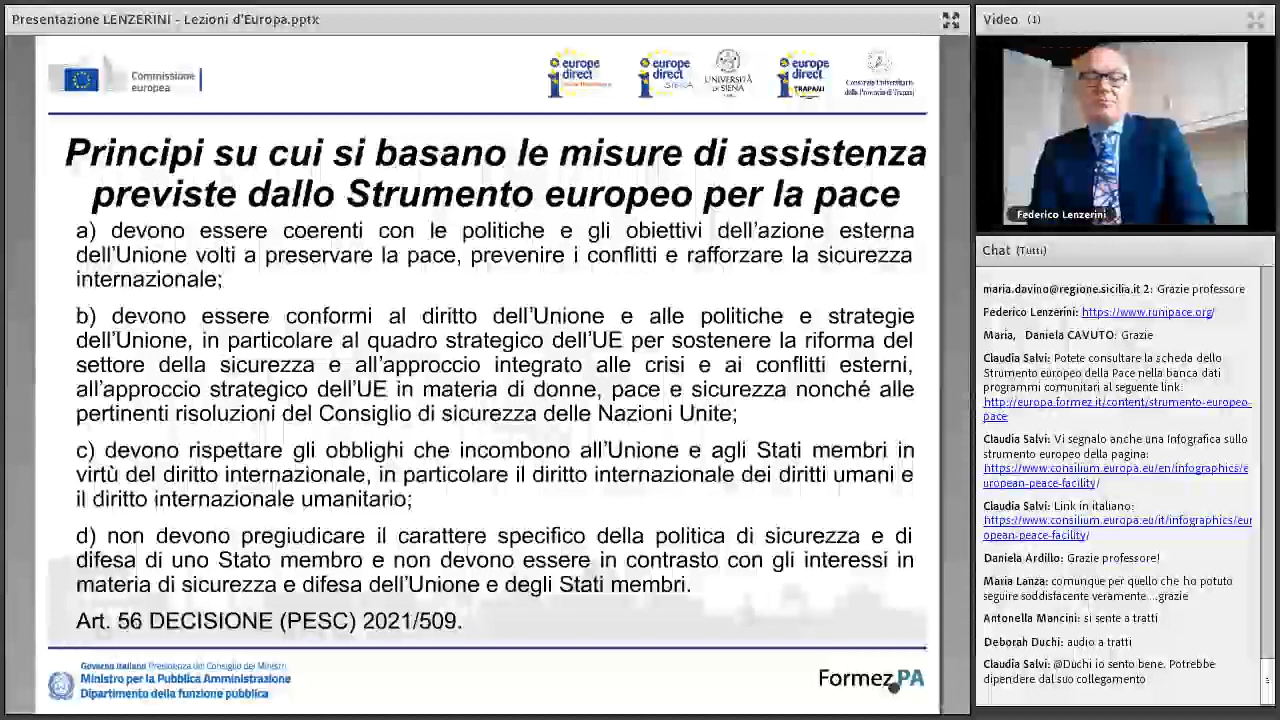 Presentazione LENZERINI - Lezioni d'Europa.pptx
Commissione
europea
europe
direct
europe
direct
SIENA
UNIVERSITÀ
DI SIENA
europe
direct
TRAPANI
Consorzio Universitario
della Provincia di Trapani
Principi su cui si basano le misure di assistenza
previste dallo Strumento europeo per la pace
a) devono essere coerenti con le politiche e gli obiettivi dell'azione esterna
dell'Unione volti a preservare la pace, prevenire i conflitti e rafforzare la sicurezza
internazionale;
b) devono essere conformi al diritto dell'Unione e alle politiche e strategie
dell'Unione, in particolare al quadro strategico dell'UE per sostenere la riforma del
settore della sicurezza e all'approccio integrato alle crisi e ai conflitti esterni,
all'approccio strategico dell'UE in materia di donne, pace e sicurezza nonché alle
pertinenti risoluzioni del Consiglio di sicurezza delle Nazioni Unite;
c) devono rispettare gli obblighi che incombono all'Unione e agli Stati membri in
virtù del diritto internazionale, in particolare il diritto internazionale dei diritti umani e
il diritto internazionale umanitario;
d) non devono pregiudicare il carattere specifico della politica di sicurezza e di
difesa di uno Stato membro e non devono essere in contrasto con gli interessi in
materia di sicurezza e difesa dell'Unione e degli Stati membri.
Art. 56 DECISIONE (PESC) 2021/509.
Governo Italiano Presidenza del Consiglio dei Ministri
Ministro per la Pubblica Amministrazione
Dipartimento della funzione pubblica
Formez PA
Video (1)
Federico Lenzerini
Chat (Tutti)
maria.davino@regione.sicilia.it 2: Grazie professore
Federico Lenzerini: https://www.runipace.org/
Maria, Daniela CAVUTO: Grazie
Claudia Salvi: Potete consultare la scheda dello
Strumento europeo della Pace nella banca dati
programmi comunitari al seguente link:
http://europa.formez.it/content/strumento-europeo-
pace
Claudia Salvi: Vi segnalo anche una Infografica sullo
strumento europeo della pagina:
https://www.consilium.europa.eu/en/infographics/e
uropean-peace-facility/
Claudia Salvi: Link in italiano:
https://www.consilium.europa.eu/it/infographics/eur
opean-peace-facility/
Daniela Ardillo: Grazie professore!
Maria Lanza: comunque per quello che ho potuto
seguire soddisfacente veramente....grazie
Antonella Mancini: si sente a tratti
Deborah Duchi: audio a tratti
Claudia Salvi: @Duchi io sento bene. Potrebbe
dipendere dal suo collegamento